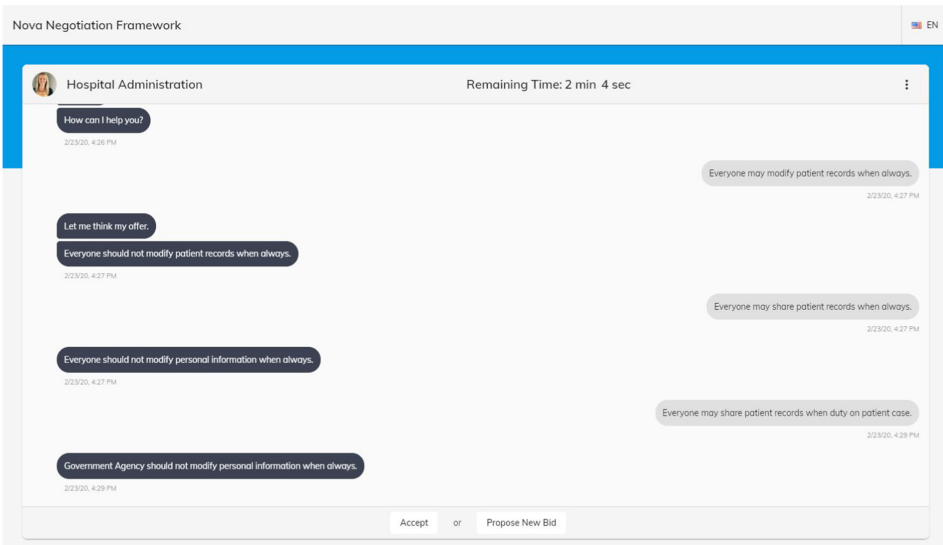 Nova Negotiation Framework
EN
Hospital Administration
Remaining Time: 2 min 4 sec
How can I help you?
2/23/20, 4:26 PM
Everyone may modify patient records when always.
2/23/20, 4:27 PM
Let me think my offer.
Everyone should not modify patient records when always.
2/23/20, 4:27 PM
Everyone may share patient records when always.
2/23/20, 4:27 PM
Everyone should not modify personal information when always.
2/23/20, 4:27 PM
Everyone may share patient records when duty on patient case.
2/23/20, 4:29 PM
Government Agency should not modify personal information when always.
2/23/20, 4:29 PM
Accept or Propose New Bid